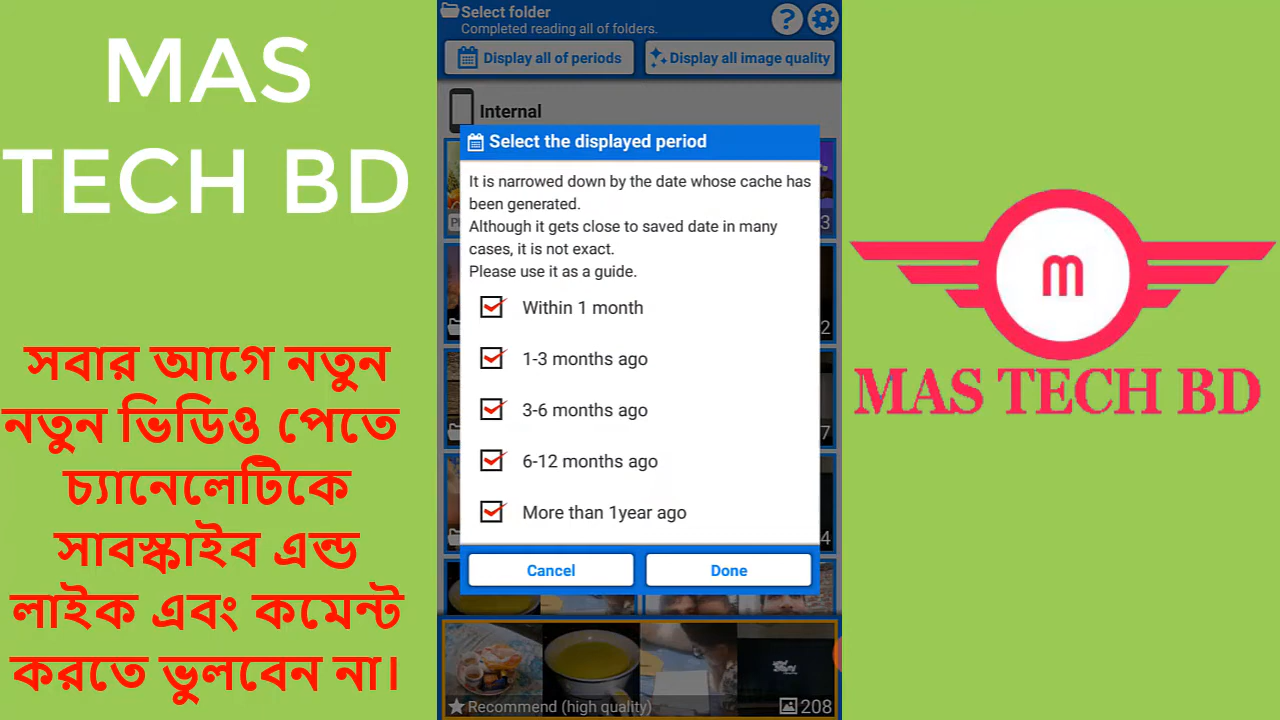 MAS
TECH BD
সবার আগে নতুন
নতুন ভিডিও পেতে
চ্যানেলেটিকে
সাবস্ক্রাইব এন্ড
লাইক এবং কমেন্ট
করতে ভুলবেন না।
Select folder
Completed reading all of folders.
?
Display all of periods
Display all image quality
Internal
Select the displayed period
It is narrowed down by the date whose cache has
been generated.
Although it gets close to saved date in many
cases, it is not exact.
Please use it as a guide.
Within 1 month
1-3 months ago
3-6 months ago
6-12 months ago
More than 1year ago
Cancel
Done
3
2
7
4
Recommend (high quality)
208
m
MAS TECH BD